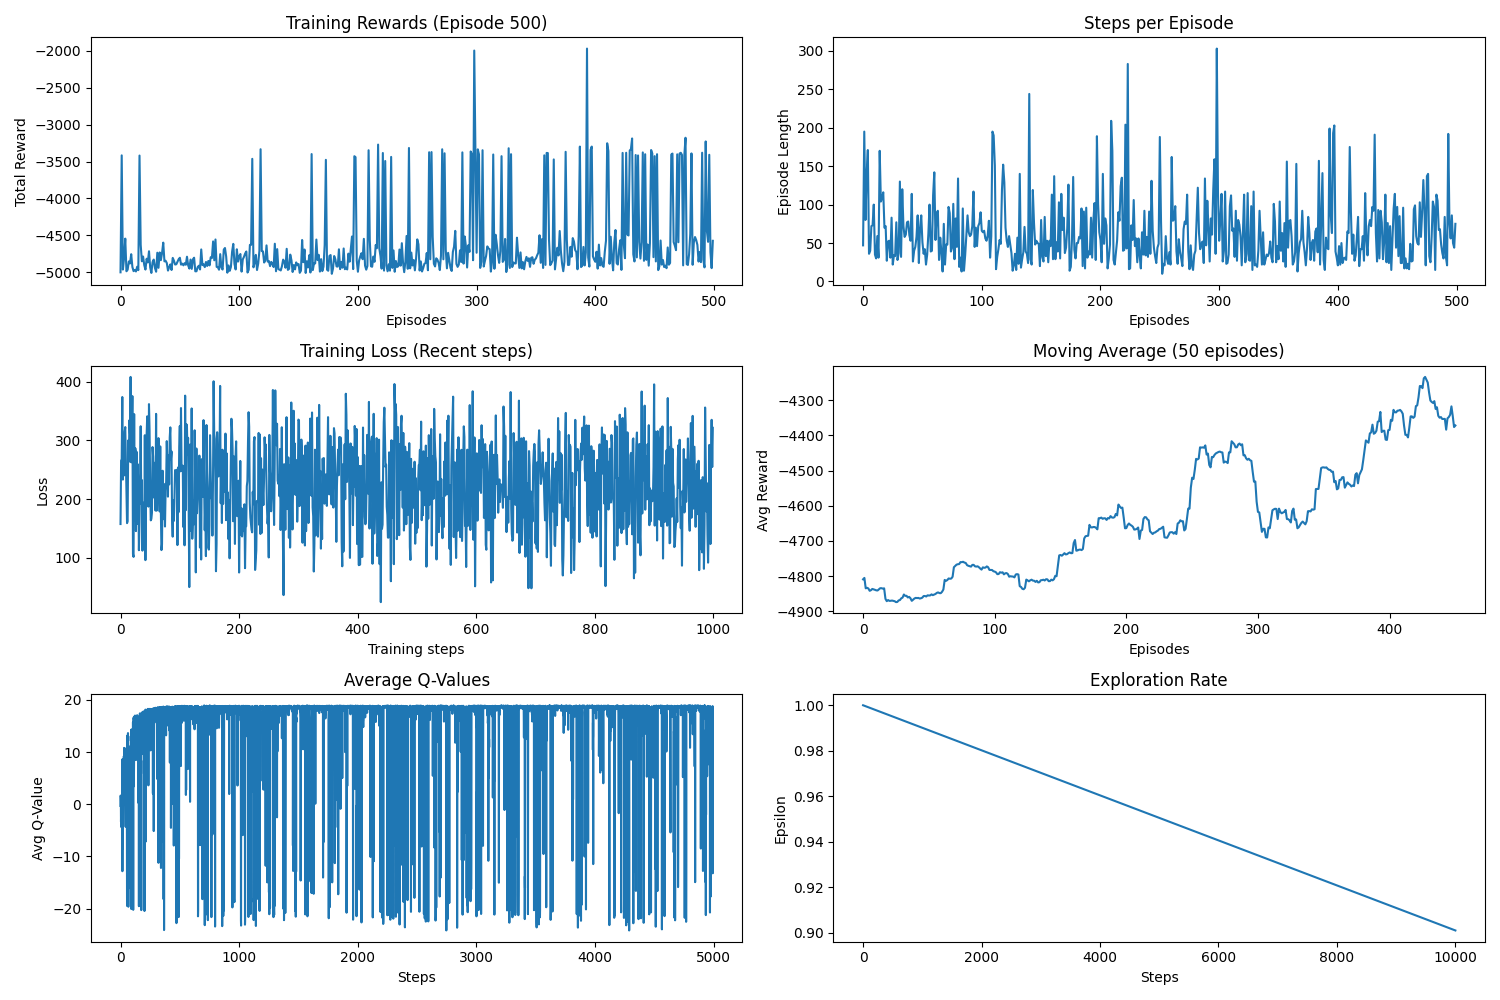 Training Rewards (Episode 500)
Total Reward
−2000
−2500
−3000
−3500
−4000
−4500
−5000
0 100 200 300 400 500
Episodes
Steps per Episode
Episode Length
300
250
200
150
100
50
0
0 100 200 300 400 500
Episodes
Training Loss (Recent steps)
Loss
400
300
200
100
0 200 400 600 800 1000
Training steps
Moving Average (50 episodes)
Avg Reward
−4300
−4400
−4500
−4600
−4700
−4800
−4900
0 100 200 300 400
Episodes
Average Q-Values
Avg Q-Value
20
10
0
−10
−20
0 1000 2000 3000 4000 5000
Steps
Exploration Rate
Epsilon
1.00
0.98
0.96
0.94
0.92
0.90
0 2000 4000 6000 8000 10000
Steps